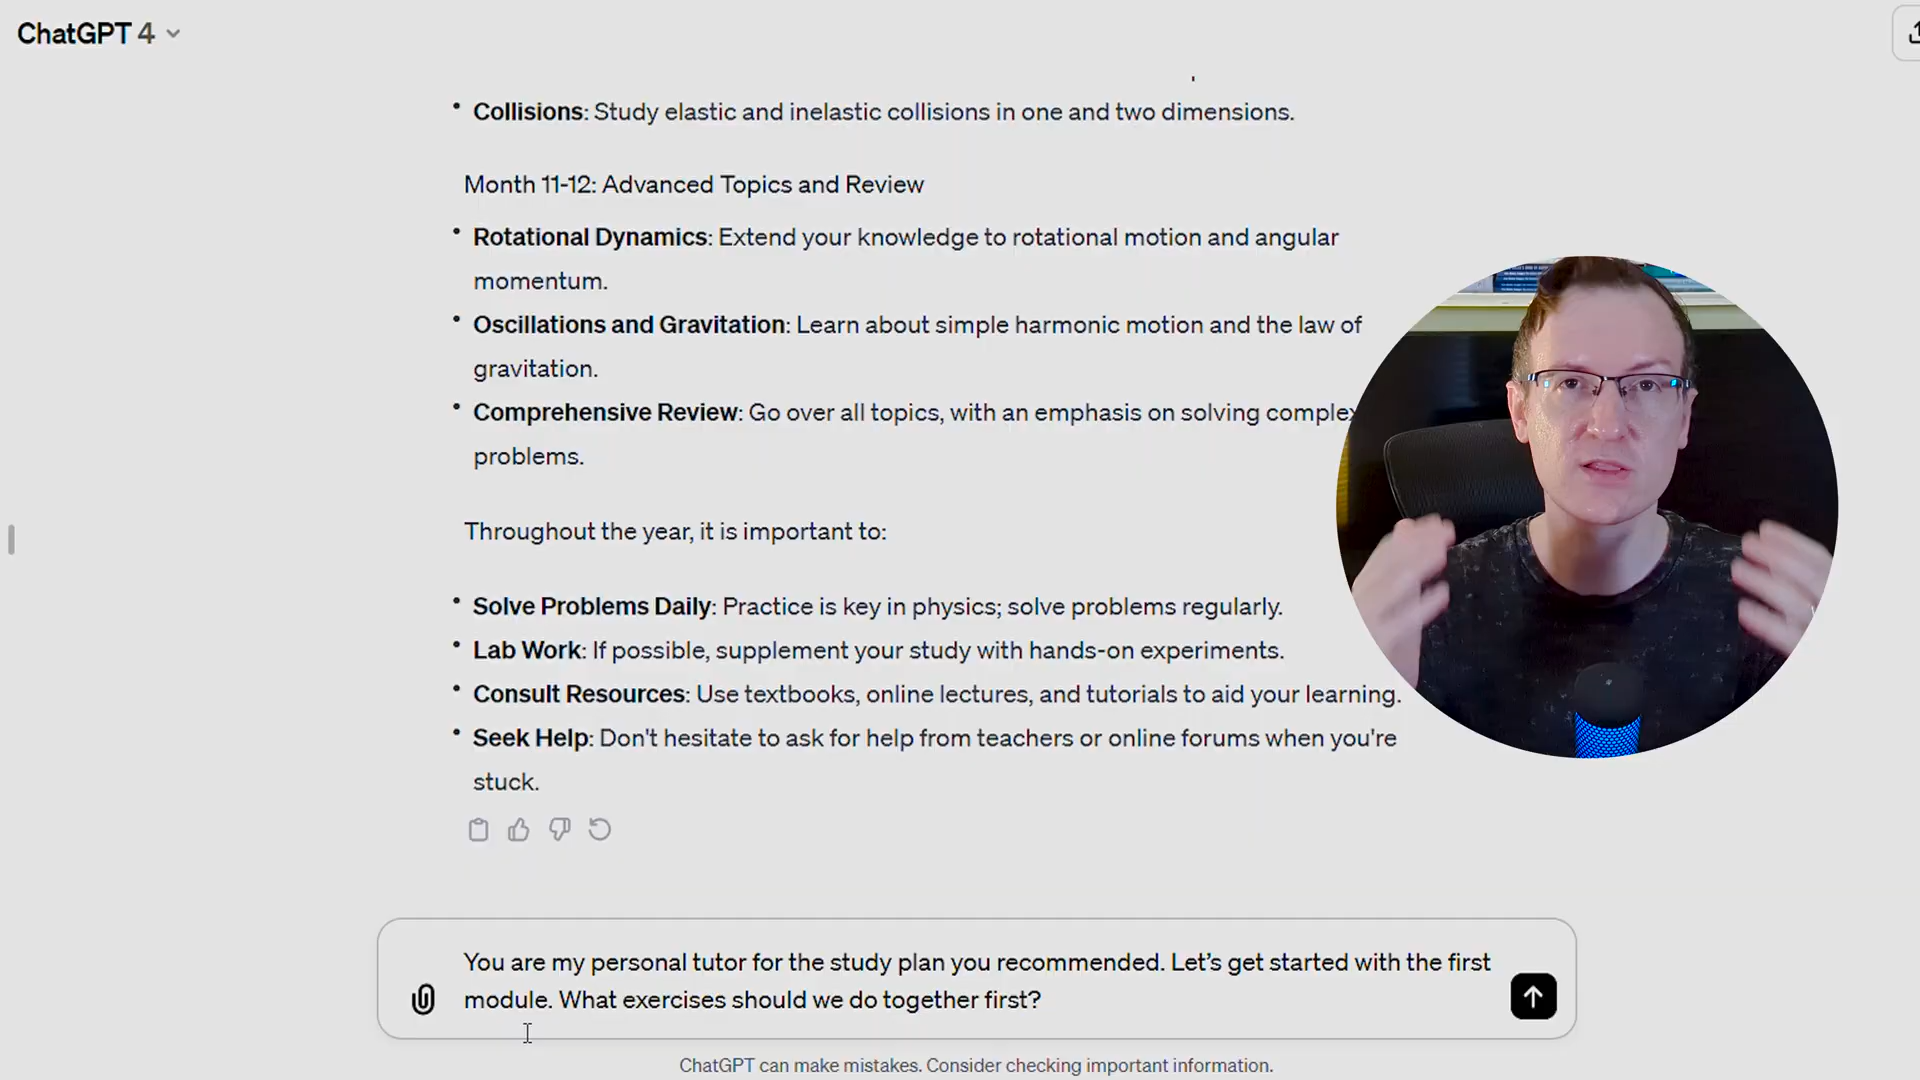 ChatGPT 4
• Collisions: Study elastic and inelastic collisions in one and two dimensions.
Month 11-12: Advanced Topics and Review
• Rotational Dynamics: Extend your knowledge to rotational motion and angular
momentum.
• Oscillations and Gravitation: Learn about simple harmonic motion and the law of
gravitation.
• Comprehensive Review: Go over all topics, with an emphasis on solving complex
problems.
Throughout the year, it is important to:
• Solve Problems Daily: Practice is key in physics; solve problems regularly.
• Lab Work: If possible, supplement your study with hands-on experiments.
• Consult Resources: Use textbooks, online lectures, and tutorials to aid your learning.
• Seek Help: Don't hesitate to ask for help from teachers or online forums when you're
stuck.
You are my personal tutor for the study plan you recommended. Let’s get started with the first
module. What exercises should we do together first?
ChatGPT can make mistakes. Consider checking important information.